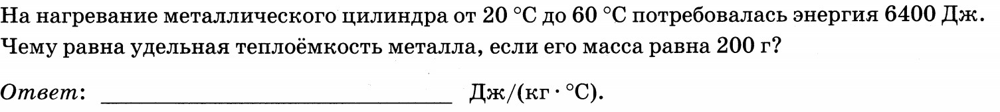 На нагревание металлического цилиндра от 20 °С до 60 °С потребовалась энергия 6400 Дж.
Чему равна удельная теплоёмкость металла, если его масса равна 200 г?
Ответ: ____________________ Дж/(кг · °С).